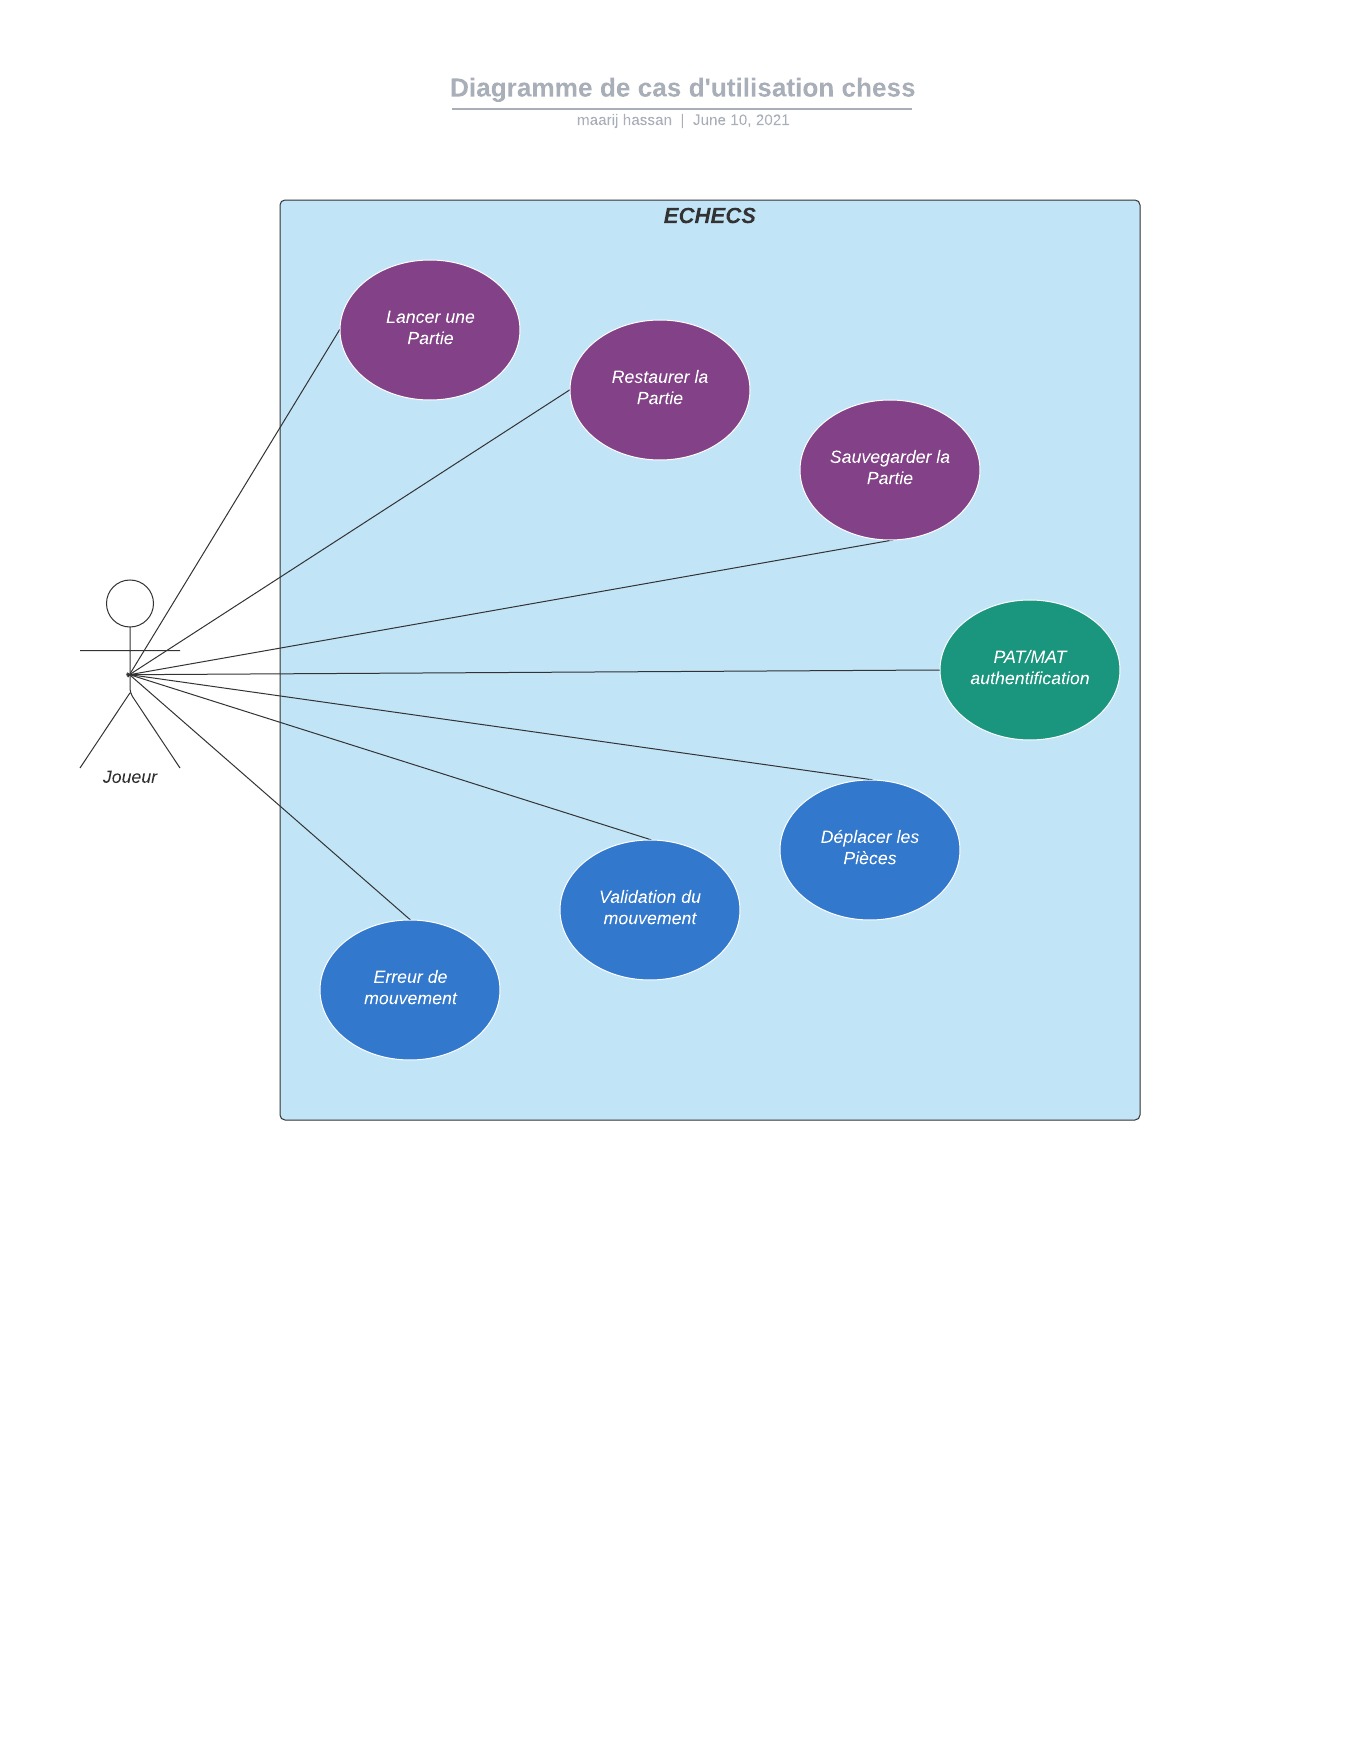 Diagramme de cas d'utilisation chess
maarij hassan | June 10, 2021
ECHECS
Lancer une
Partie
Restaurer la
Partie
Sauvegarder la
Partie
PAT/MAT
authentification
Joueur
Déplacer les
Pièces
Validation du
mouvement
Erreur de
mouvement